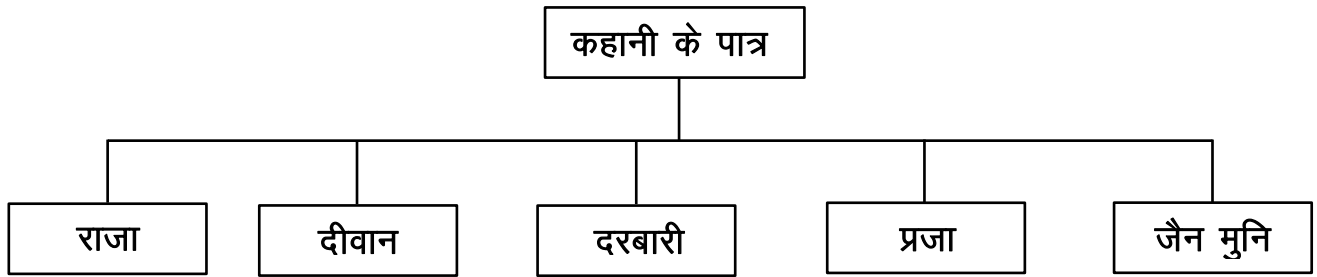 कहानी के पात्र
राजा
दीवान
दरबारी
प्रजा
जैन मुनि